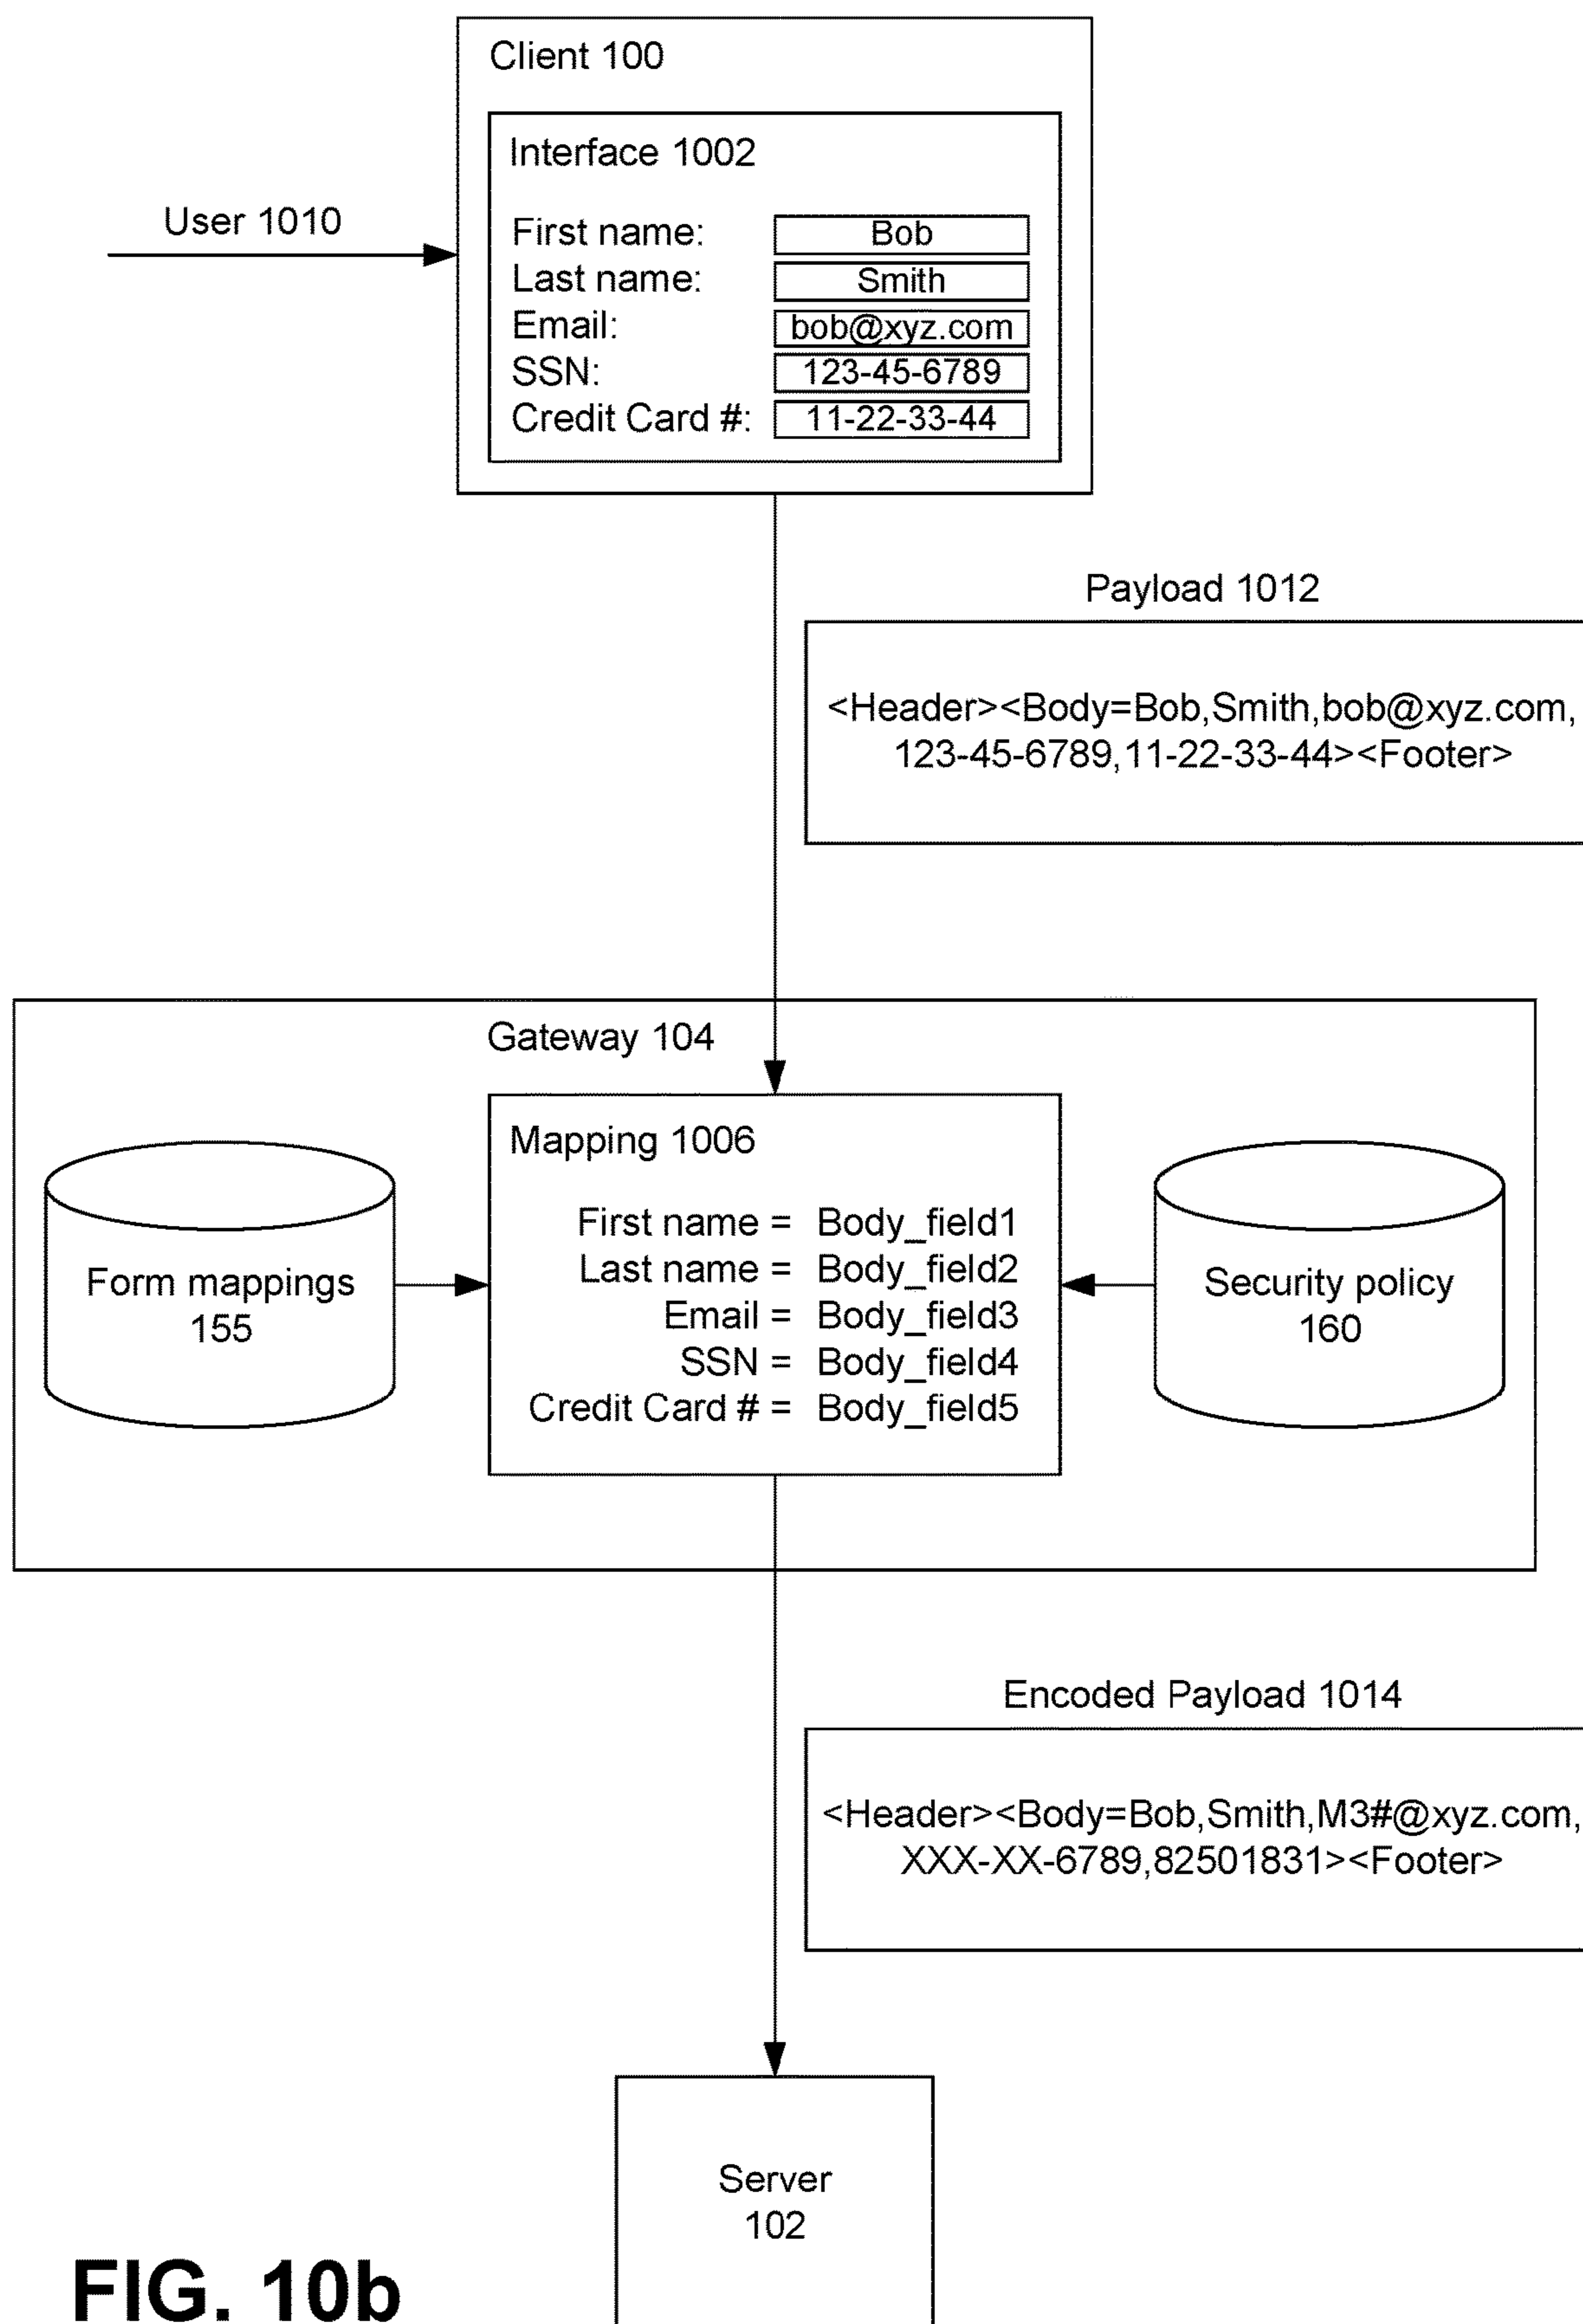 Client 100
Interface 1002
User 1010
First name: Bob
Last name: Smith
Email: bob@xyz.com
SSN: 123-45-6789
Credit Card #: 11-22-33-44
Payload 1012
<Header><Body=Bob,Smith,bob@xyz.com,
123-45-6789,11-22-33-44><Footer>
Gateway 104
Mapping 1006
First name = Body_field1
Last name = Body_field2
Email = Body_field3
SSN = Body_field4
Credit Card # = Body_field5
Form mappings
155
Security policy
160
Encoded Payload 1014
<Header><Body=Bob,Smith,M3#@xyz.com,
XXX-XX-6789,82501831><Footer>
Server
102
FIG. 10b